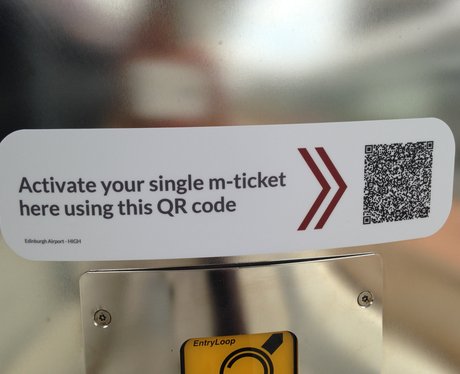 Activate your single m-ticket
here using this QR code
Edinburgh Airport - HIGH
EntryLoop